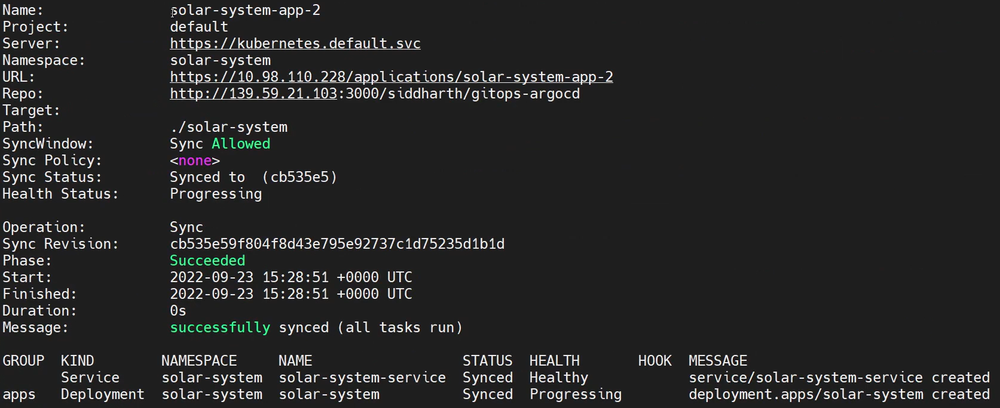 Name:               solar-system-app-2
Project:            default
Server:             https://kubernetes.default.svc
Namespace:          solar-system
URL:                https://10.98.110.228/applications/solar-system-app-2
Repo:               http://139.59.21.103:3000/siddharth/gitops-argocd
Target:
Path:               ./solar-system
SyncWindow:         Sync Allowed
Sync Policy:        <none>
Sync Status:        Synced to  (cb535e5)
Health Status:      Progressing

Operation:          Sync
Sync Revision:      cb535e59f804f8d43e795e92737c1d75235d1b1d
Phase:              Succeeded
Start:              2022-09-23 15:28:51 +0000 UTC
Finished:           2022-09-23 15:28:51 +0000 UTC
Duration:           0s
Message:            successfully synced (all tasks run)

GROUP  KIND        NAMESPACE     NAME                  STATUS  HEALTH       HOOK  MESSAGE
       Service     solar-system  solar-system-service  Synced  Healthy            service/solar-system-service created
apps   Deployment  solar-system  solar-system          Synced  Progressing        deployment.apps/solar-system created